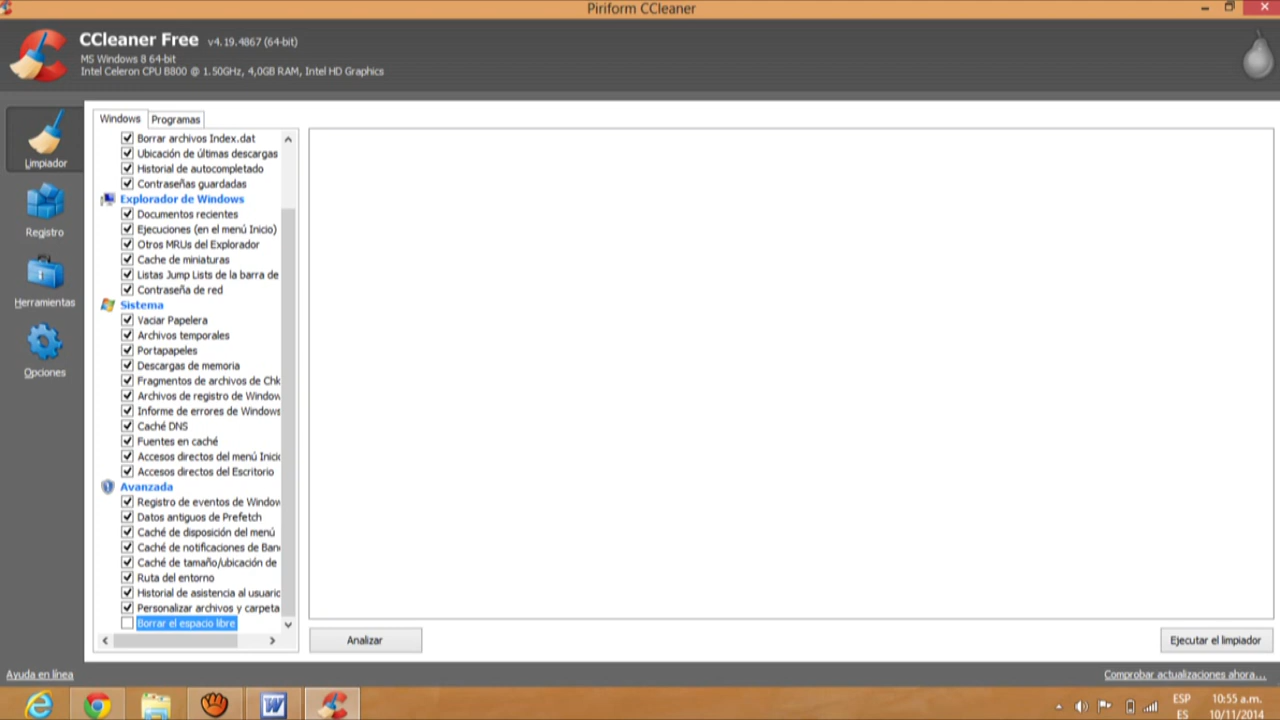 Piriform CCleaner
CCleaner Free v4.19.4867 (64-bit)
MS Windows 8 64-bit
Intel Celeron CPU B800 @ 1.50GHz, 4,0GB RAM, Intel HD Graphics
Limpiador
Registro
Herramientas
Opciones
Windows Programas
Borrar archivos Index.dat
Ubicación de últimas descargas
Historial de autocompletado
Contraseñas guardadas
Explorador de Windows
Documentos recientes
Ejecuciones (en el menú Inicio)
Otros MRUs del Explorador
Cache de miniaturas
Listas Jump Lists de la barra de
Contraseña de red
Sistema
Vaciar Papelera
Archivos temporales
Portapapeles
Descargas de memoria
Fragmentos de archivos de Chk
Archivos de registro de Window
Informe de errores de Windows
Caché DNS
Fuentes en caché
Accesos directos del menú Inici
Accesos directos del Escritorio
Avanzada
Registro de eventos de Window
Datos antiguos de Prefetch
Caché de disposición del menú
Caché de notificaciones de Ban
Caché de tamaño/ubicación de
Ruta del entorno
Historial de asistencia al usuario
Personalizar archivos y carpeta
Borrar el espacio libre
Analizar
Ejecutar el limpiador
Ayuda en línea
Comprobar actualizaciones ahora...
ESP
ES
10:55 a.m.
10/11/2014